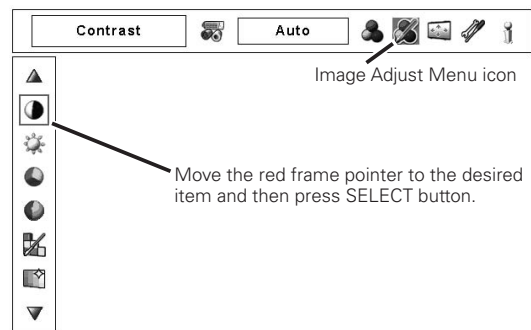 Contrast
Auto
Image Adjust Menu icon
Move the red frame pointer to the desired
item and then press SELECT button.